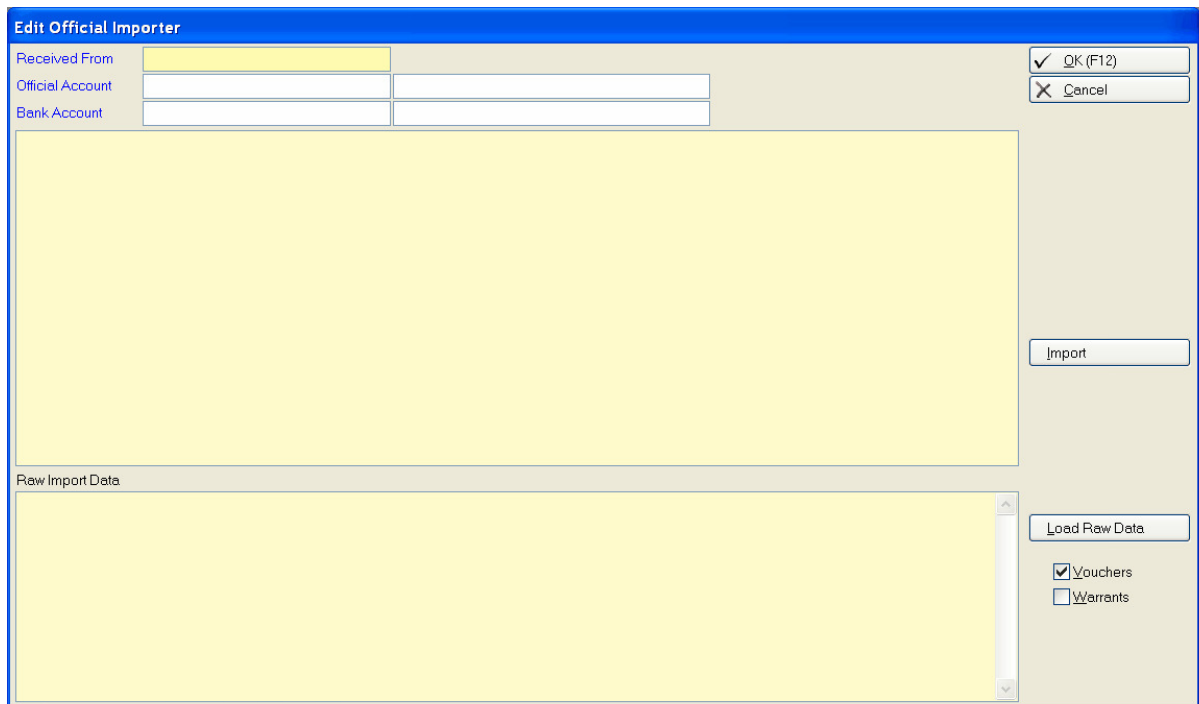 Edit Official Importer
Received From
OK (F12)
Official Account
Cancel
Bank Account
Import
Raw Import Data
Load Raw Data
Vouchers
Warrants